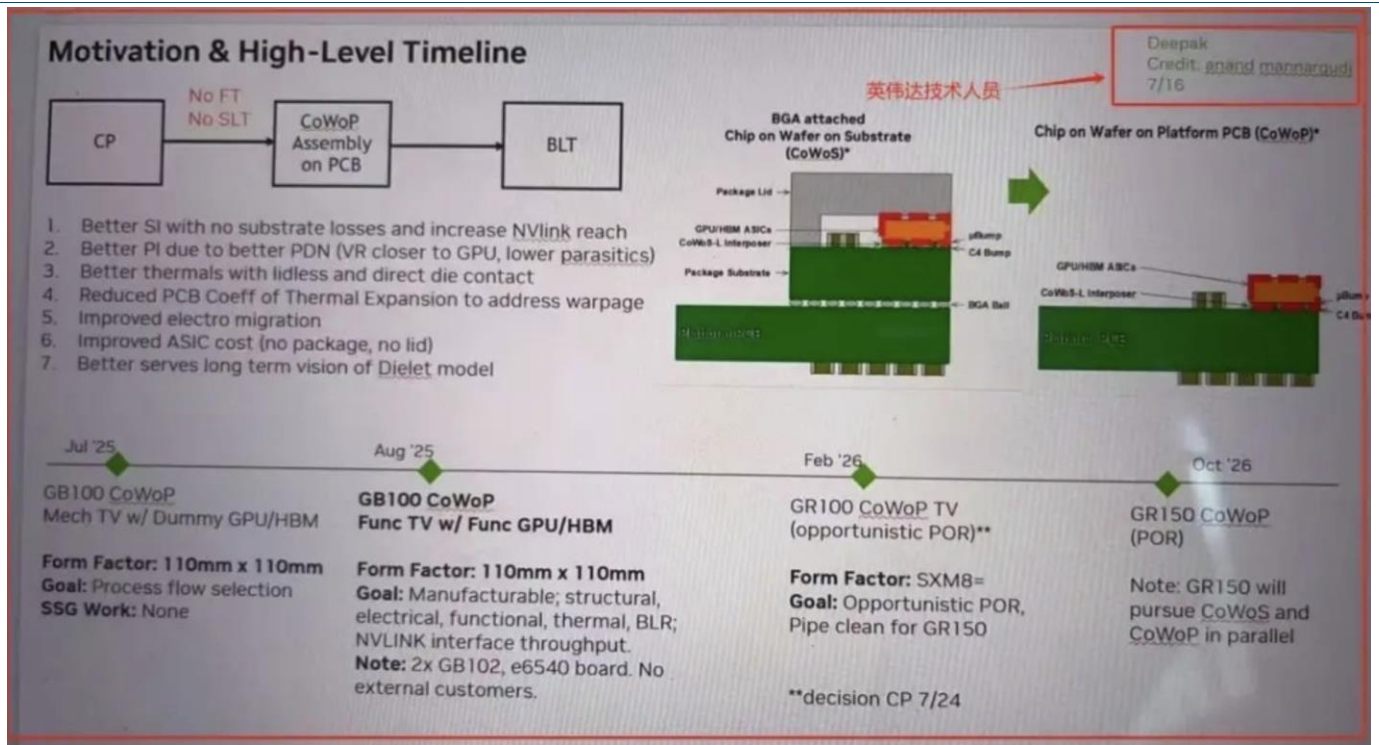 Motivation & High-Level Timeline
Deepak
Credit: anand mannargudi
7/16
英伟达技术人员
CP
No FT
No SLT
CoWoP
Assembly
on PCB
BLT
1. Better SI with no substrate losses and increase NVlink reach
2. Better PI due to better PDN (VR closer to GPU, lower parasitics)
3. Better thermals with lidless and direct die contact
4. Reduced PCB Coeff of Thermal Expansion to address warpage
5. Improved electro migration
6. Improved ASIC cost (no package, no lid)
7. Better serves long term vision of Dielet model
BGA attached
Chip on Wafer on Substrate
(CoWoS)*
Package Lid
GPU/HBM ASICs
CoWoS-L Interposer
Package Substrate
µBump
C4 Bump
BGA Ball
Platform PCB
Chip on Wafer on Platform PCB (CoWoP)*
GPU/HBM ASICs
CoWoS-L Interposer
µBump
C4 Bu
Platform PCB
Jul '25
GB100 CoWoP
Mech TV w/ Dummy GPU/HBM
Form Factor: 110mm x 110mm
Goal: Process flow selection
SSG Work: None
Aug '25
GB100 CoWoP
Func TV w/ Func GPU/HBM
Form Factor: 110mm x 110mm
Goal: Manufacturable; structural,
electrical, functional, thermal, BLR;
NVLINK interface throughput.
Note: 2x GB102, e6540 board. No
external customers.
Feb '26
GR100 CoWoP TV
(opportunistic POR)**
Form Factor: SXM8=
Goal: Opportunistic POR,
Pipe clean for GR150
**decision CP 7/24
Oct '26
GR150 CoWoP
(POR)
Note: GR150 will
pursue CoWoS and
CoWoP in parallel